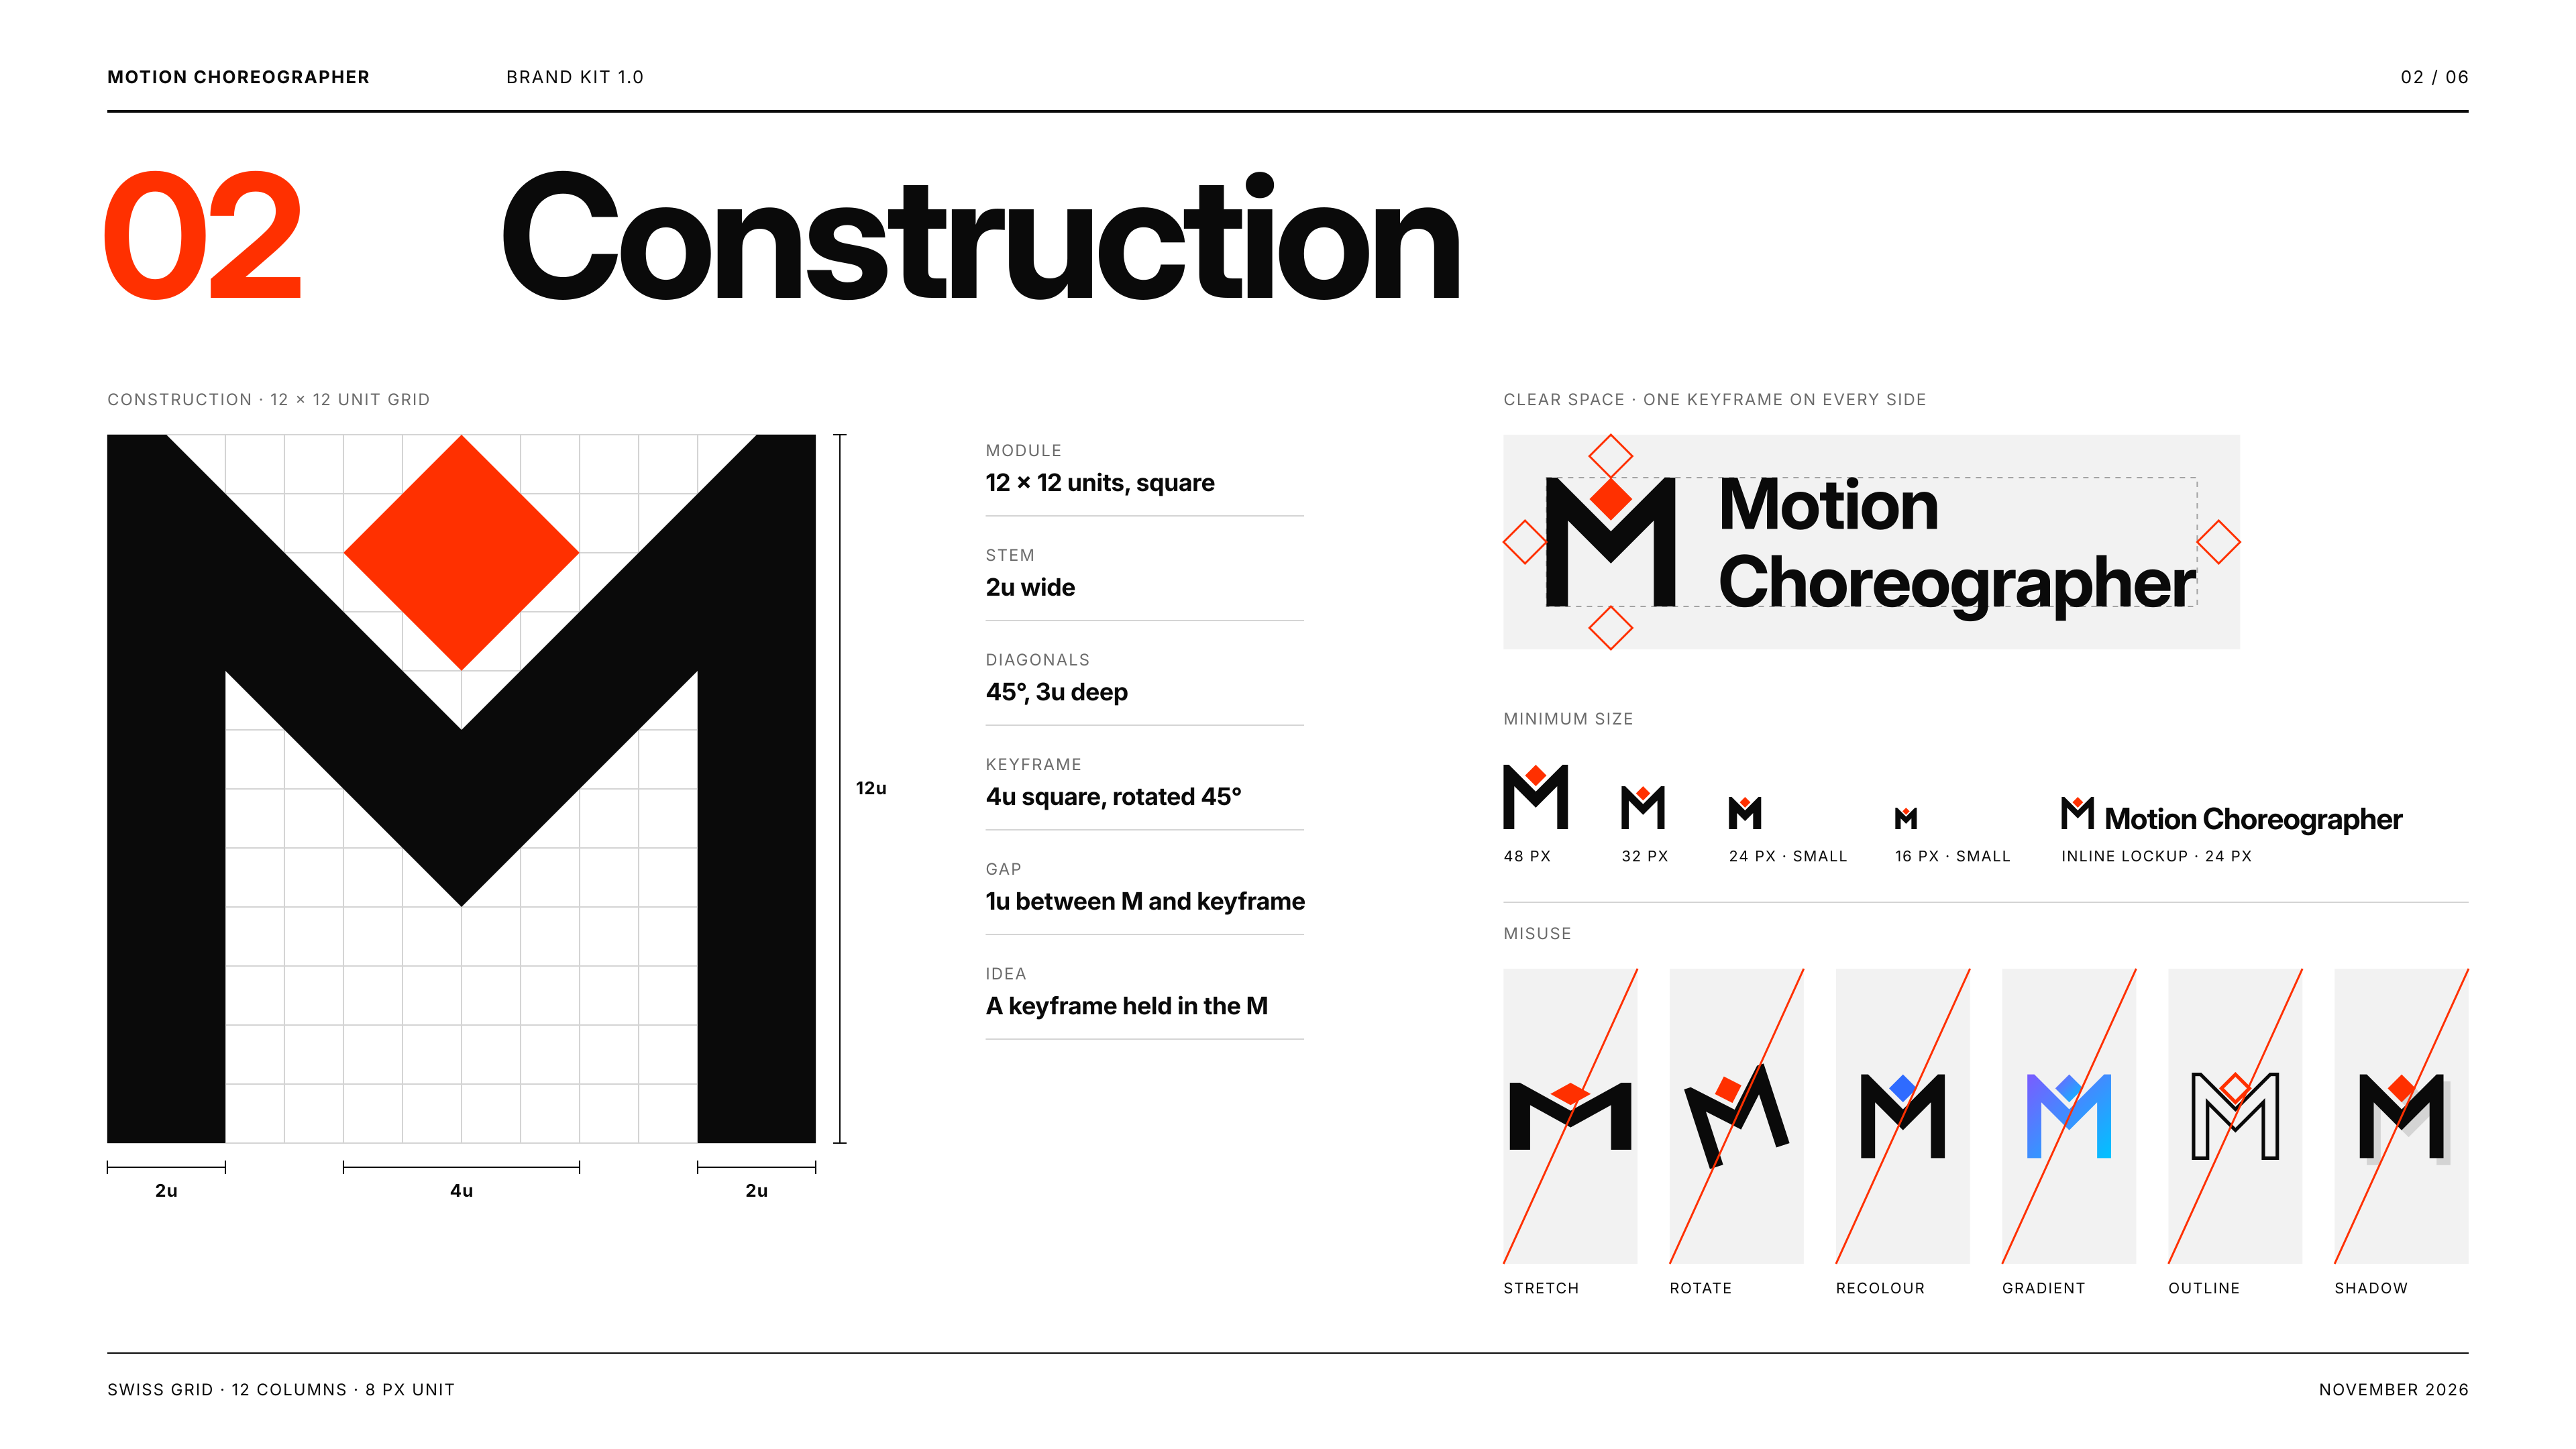 MOTION CHOREOGRAPHER
BRAND KIT 1.0
02 / 06
02 Construction
CONSTRUCTION · 12 × 12 UNIT GRID
12u
2u
4u
2u
MODULE
12 × 12 units, square
STEM
2u wide
DIAGONALS
45°, 3u deep
KEYFRAME
4u square, rotated 45°
GAP
1u between M and keyframe
IDEA
A keyframe held in the M
CLEAR SPACE · ONE KEYFRAME ON EVERY SIDE
Motion
Choreographer
MINIMUM SIZE
Motion Choreographer
48 PX
32 PX
24 PX · SMALL
16 PX · SMALL
INLINE LOCKUP · 24 PX
MISUSE
STRETCH
ROTATE
RECOLOUR
GRADIENT
OUTLINE
SHADOW
SWISS GRID · 12 COLUMNS · 8 PX UNIT
NOVEMBER 2026